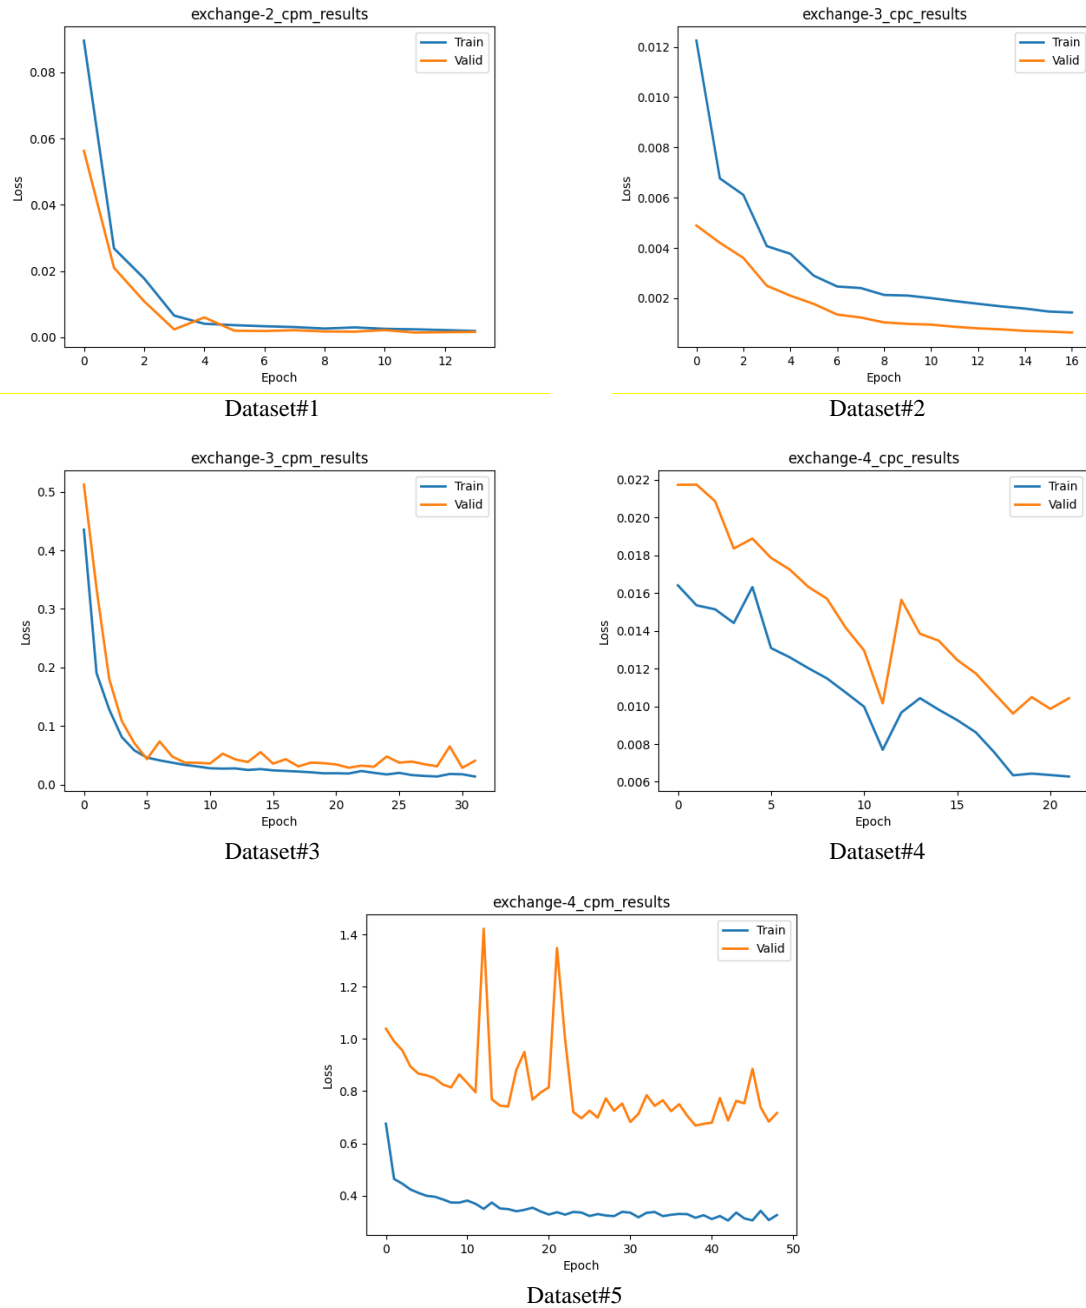 exchange-2_cpm_results
Train
Valid
0.08
0.06
0.04
0.02
0.00
Loss
0 2 4 6 8 10 12
Epoch
Dataset#1
exchange-3_cpc_results
Train
Valid
0.012
0.010
0.008
0.006
0.004
0.002
Loss
0 2 4 6 8 10 12 14 16
Epoch
Dataset#2
exchange-3_cpm_results
Train
Valid
0.5
0.4
0.3
0.2
0.1
0.0
Loss
0 5 10 15 20 25 30
Epoch
Dataset#3
exchange-4_cpc_results
Train
Valid
0.022
0.020
0.018
0.016
0.014
0.012
0.010
0.008
0.006
Loss
0 5 10 15 20
Epoch
Dataset#4
exchange-4_cpm_results
Train
Valid
1.4
1.2
1.0
0.8
0.6
0.4
Loss
0 10 20 30 40 50
Epoch
Dataset#5